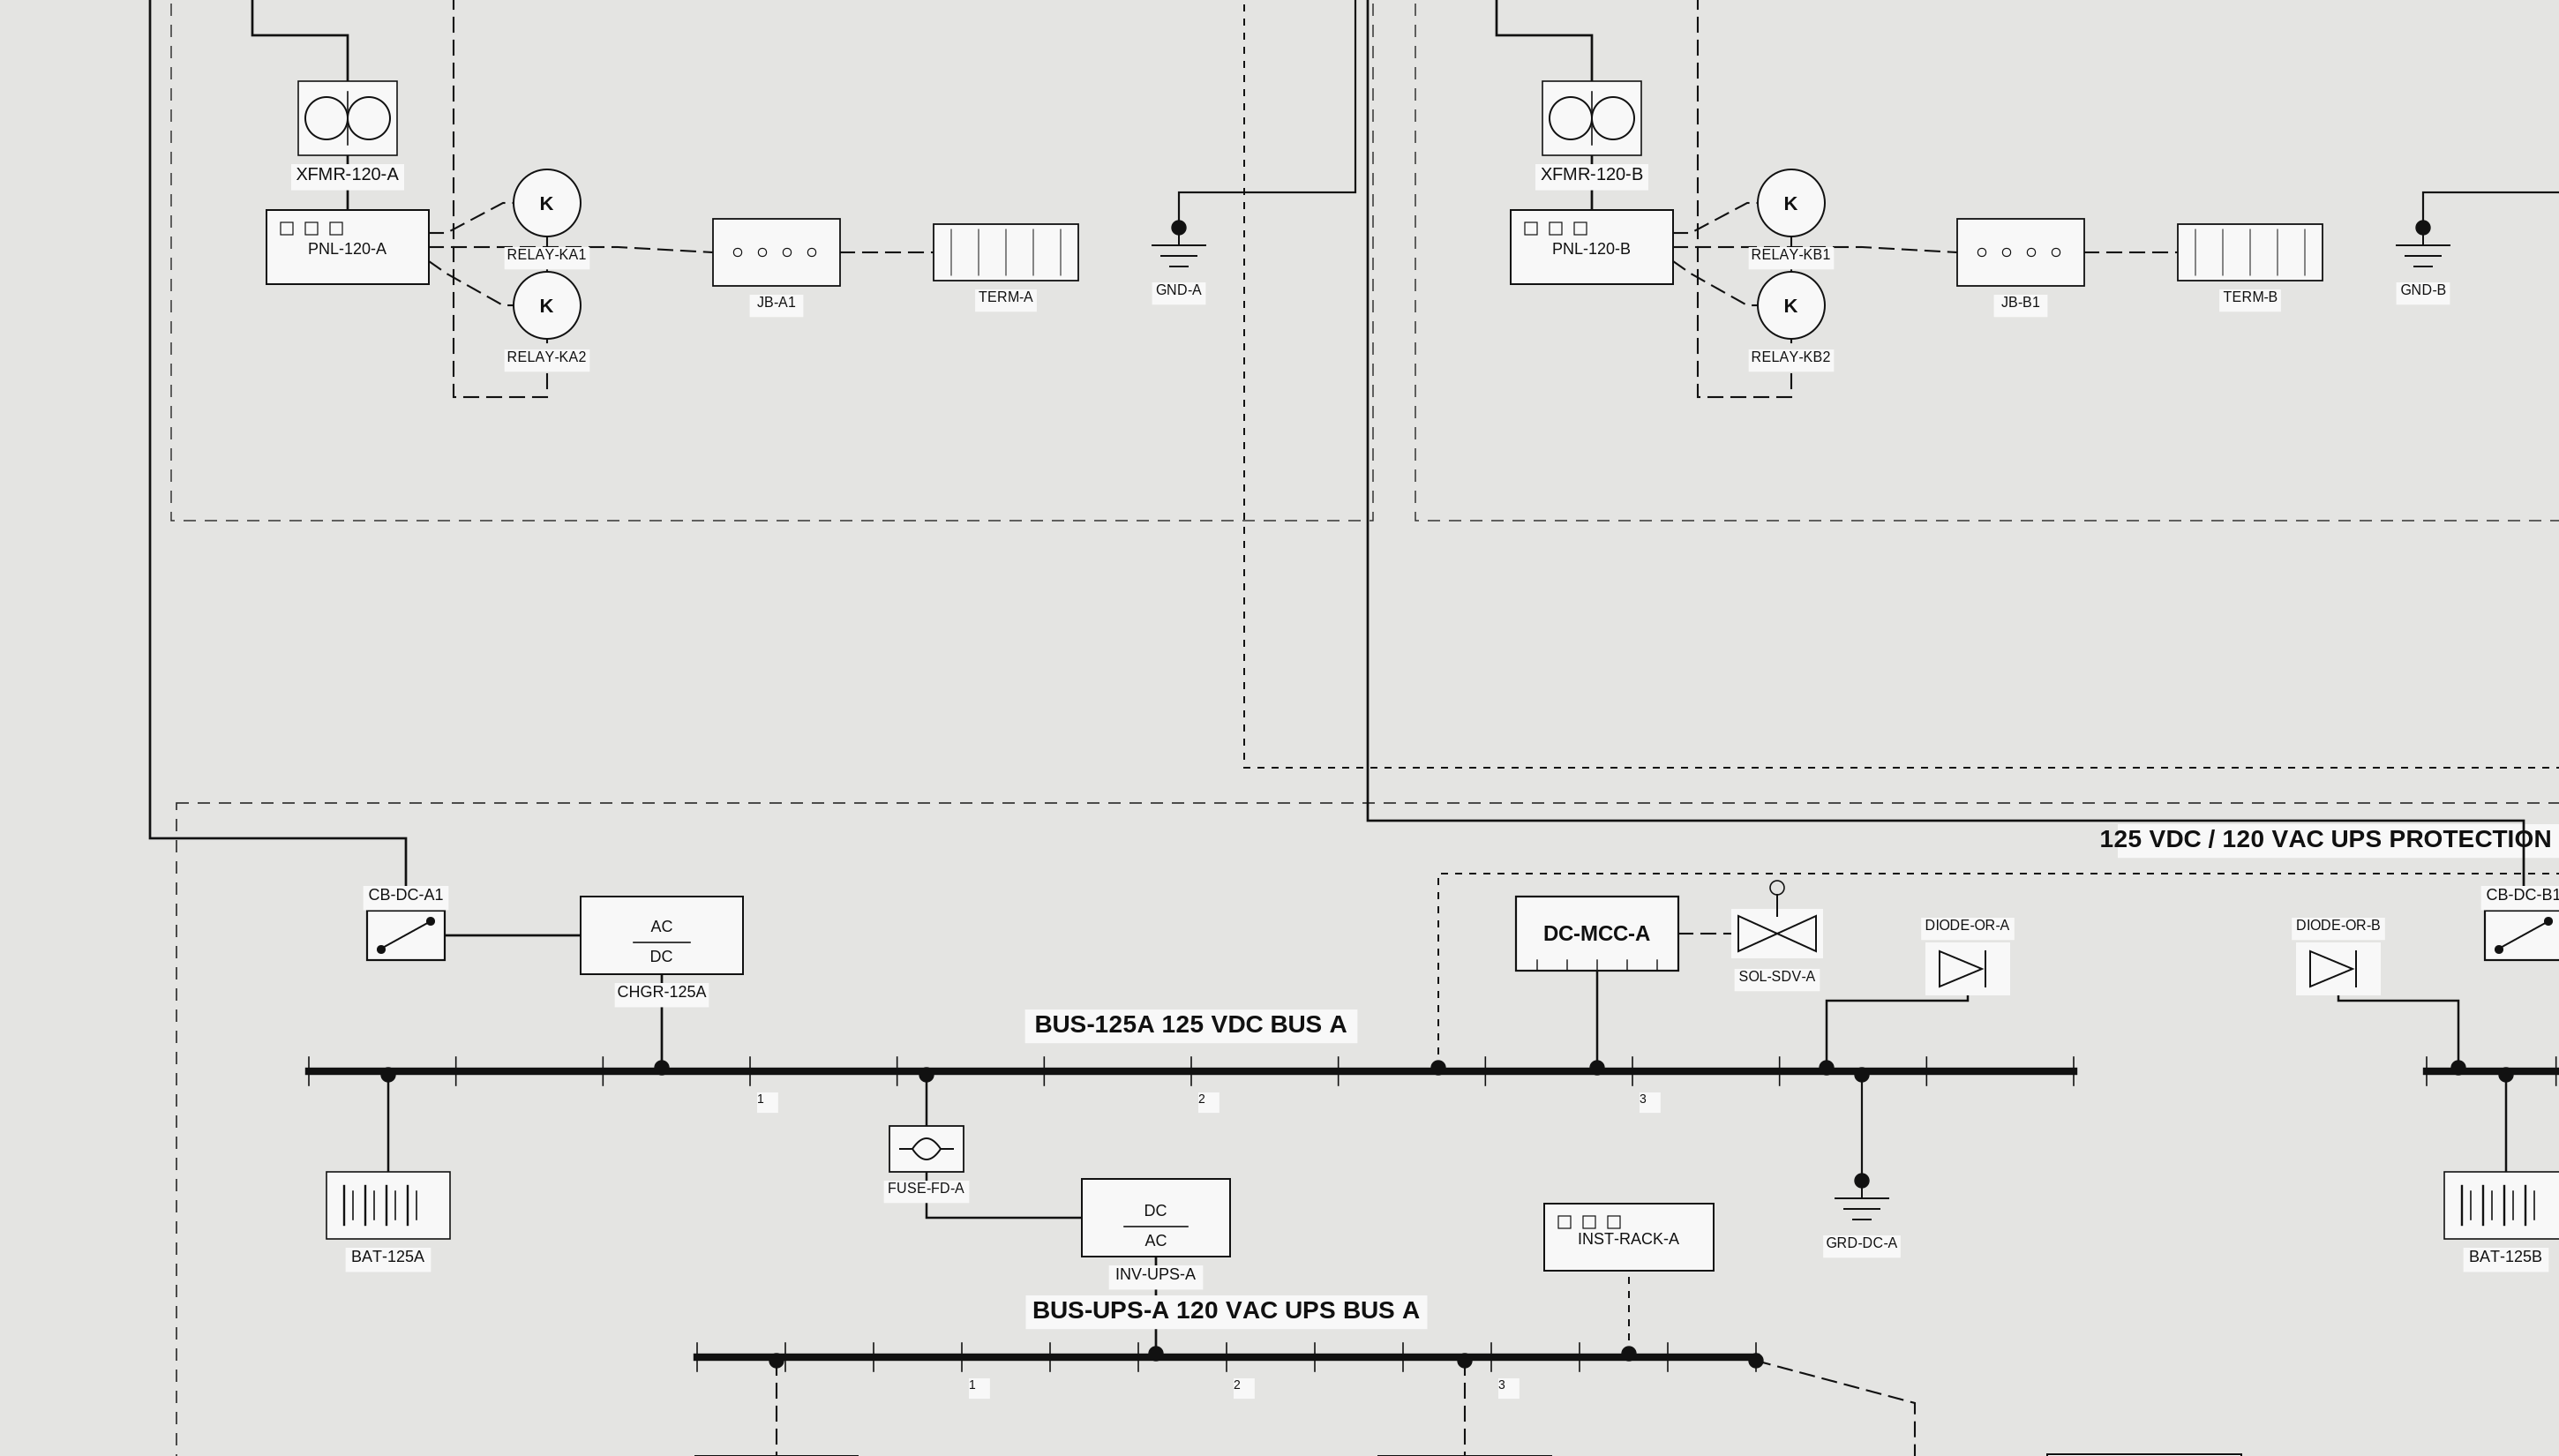 XFMR-120-A
XFMR-120-B
K
K
PNL-120-A
RELAY-KA1
PNL-120-B
RELAY-KB1
K
JB-A1
TERM-A
GND-A
K
JB-B1
TERM-B
GND-B
RELAY-KA2
RELAY-KB2
125 VDC / 120 VAC UPS PROTECTION
CB-DC-A1
CB-DC-B1
AC
DC
CHGR-125A
DC-MCC-A
SOL-SDV-A
DIODE-OR-A
DIODE-OR-B
BUS-125A 125 VDC BUS A
1
2
3
FUSE-FD-A
BAT-125A
DC
AC
INV-UPS-A
INST-RACK-A
GRD-DC-A
BAT-125B
BUS-UPS-A 120 VAC UPS BUS A
1
2
3